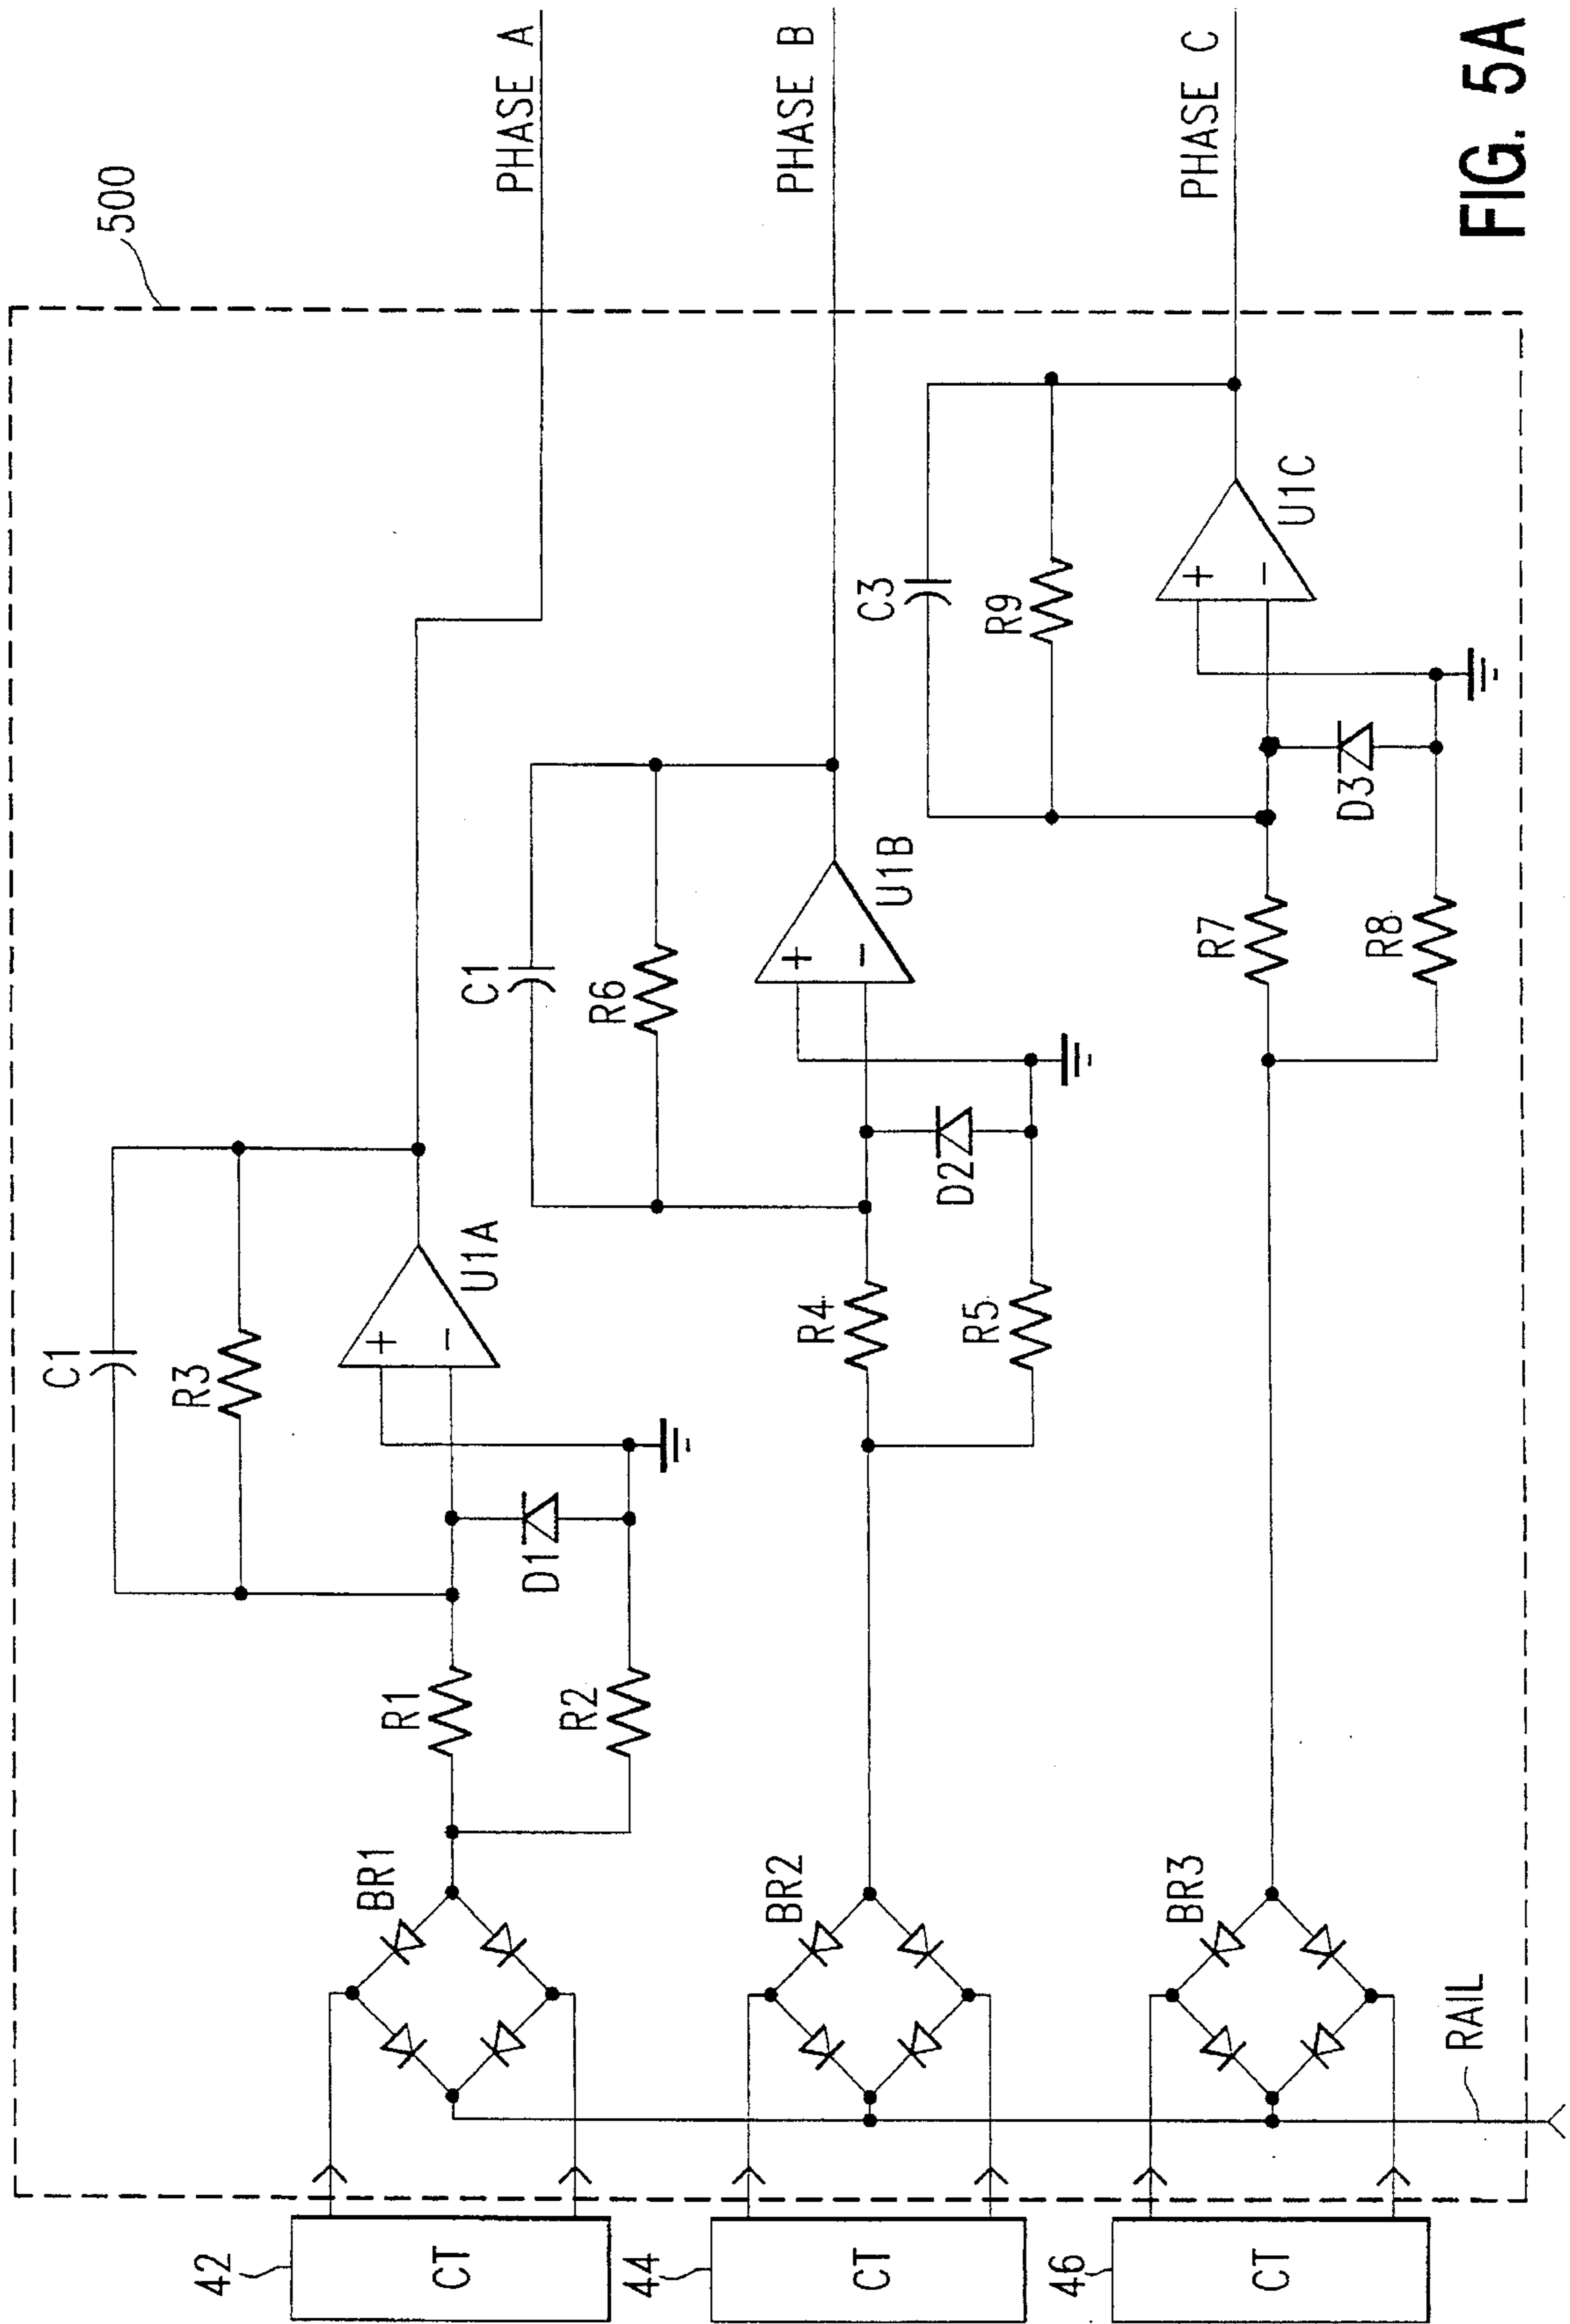 500
PHASE A
PHASE B
PHASE C
C1
R3
U1A
R1
D1
R2
BR1
C1
R6
U1B
R4
D2
R5
BR2
C3
R9
U1C
R7
D3
R8
BR3
RAIL
42
CT
44
CT
46
CT
+
−
+
−
+
−
FIG. 5A